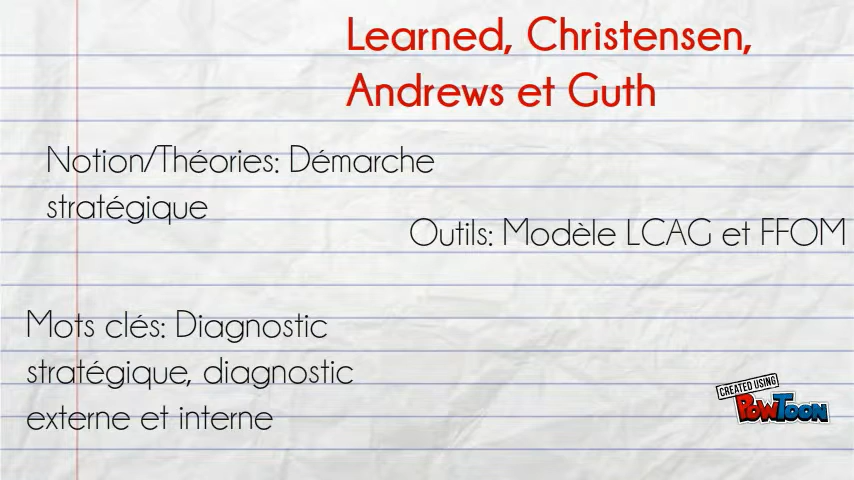 Learned, Christensen,
Andrews et Guth
Notion/Théories: Démarche
stratégique
Outils: Modèle LCAG et FFOM
Mots clés: Diagnostic
stratégique, diagnostic
externe et interne
CREATED USING
POWTOON